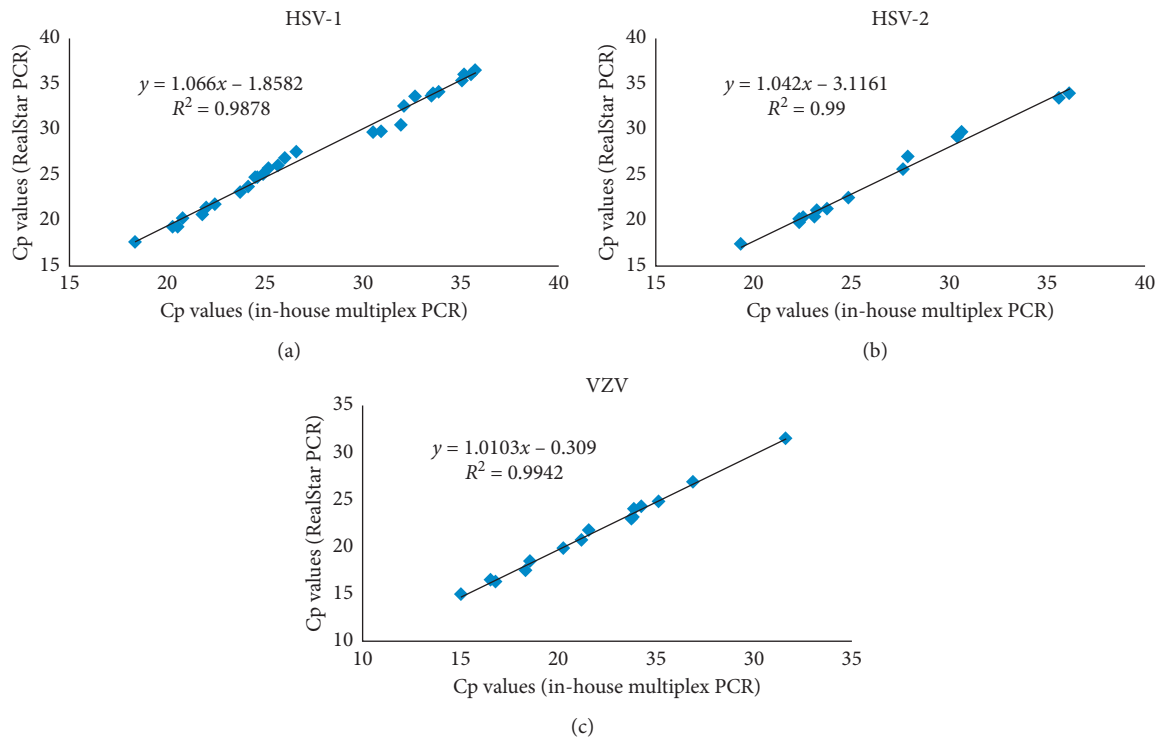 HSV-1
40
35
30
25
20
15
Cp values (RealStar PCR)
y = 1.066x – 1.8582
R² = 0.9878
15 20 25 30 35 40
Cp values (in-house multiplex PCR)
(a)
HSV-2
40
35
30
25
20
15
Cp values (RealStar PCR)
y = 1.042x – 3.1161
R² = 0.99
15 20 25 30 35 40
Cp values (in-house multiplex PCR)
(b)
VZV
35
30
25
20
15
10
Cp values (RealStar PCR)
y = 1.0103x – 0.309
R² = 0.9942
10 15 20 35 30 35
Cp values (in-house multiplex PCR)
(c)